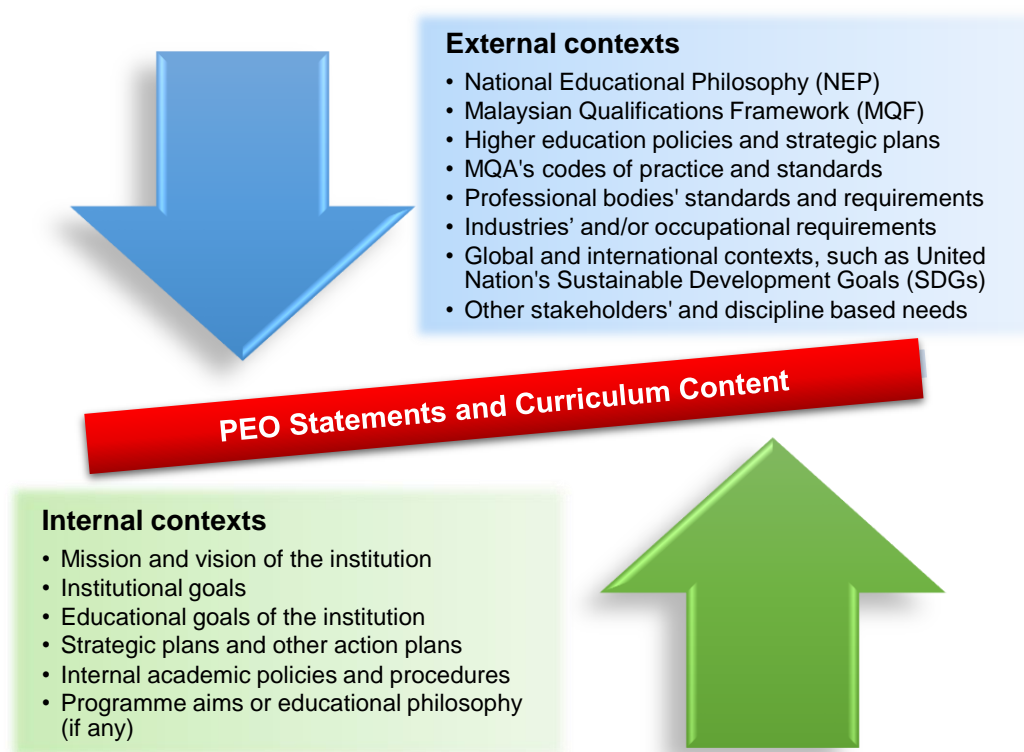 External contexts
• National Educational Philosophy (NEP)
• Malaysian Qualifications Framework (MQF)
• Higher education policies and strategic plans
• MQA's codes of practice and standards
• Professional bodies' standards and requirements
• Industries’ and/or occupational requirements
• Global and international contexts, such as United
Nation's Sustainable Development Goals (SDGs)
• Other stakeholders' and discipline based needs
PEO Statements and Curriculum Content
Internal contexts
• Mission and vision of the institution
• Institutional goals
• Educational goals of the institution
• Strategic plans and other action plans
• Internal academic policies and procedures
• Programme aims or educational philosophy
(if any)